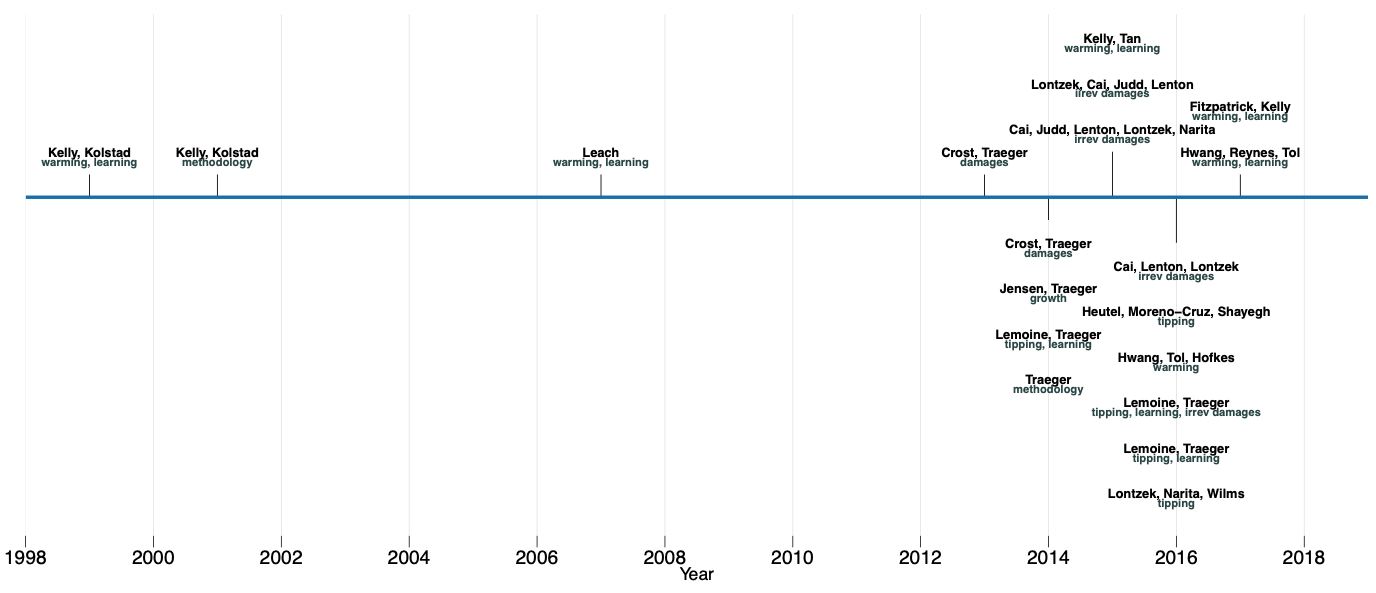 Kelly, Tan
warming, learning
Lontzek, Cai, Judd, Lenton
irrev damages
Fitzpatrick, Kelly
warming, learning
Cai, Judd, Lenton, Lontzek, Narita
irrev damages
Kelly, Kolstad
warming, learning
Kelly, Kolstad
methodology
Leach
warming, learning
Crost, Traeger
damages
Hwang, Reynes, Tol
warming, learning
Crost, Traeger
damages
Cai, Lenton, Lontzek
irrev damages
Jensen, Traeger
growth
Heutel, Moreno−Cruz, Shayegh
tipping
Lemoine, Traeger
tipping, learning
Hwang, Tol, Hofkes
warming
Traeger
methodology
Lemoine, Traeger
tipping, learning, irrev damages
Lemoine, Traeger
tipping, learning
Lontzek, Narita, Wilms
tipping
1998 2000 2002 2004 2006 2008 2010 2012 2014 2016 2018
Year